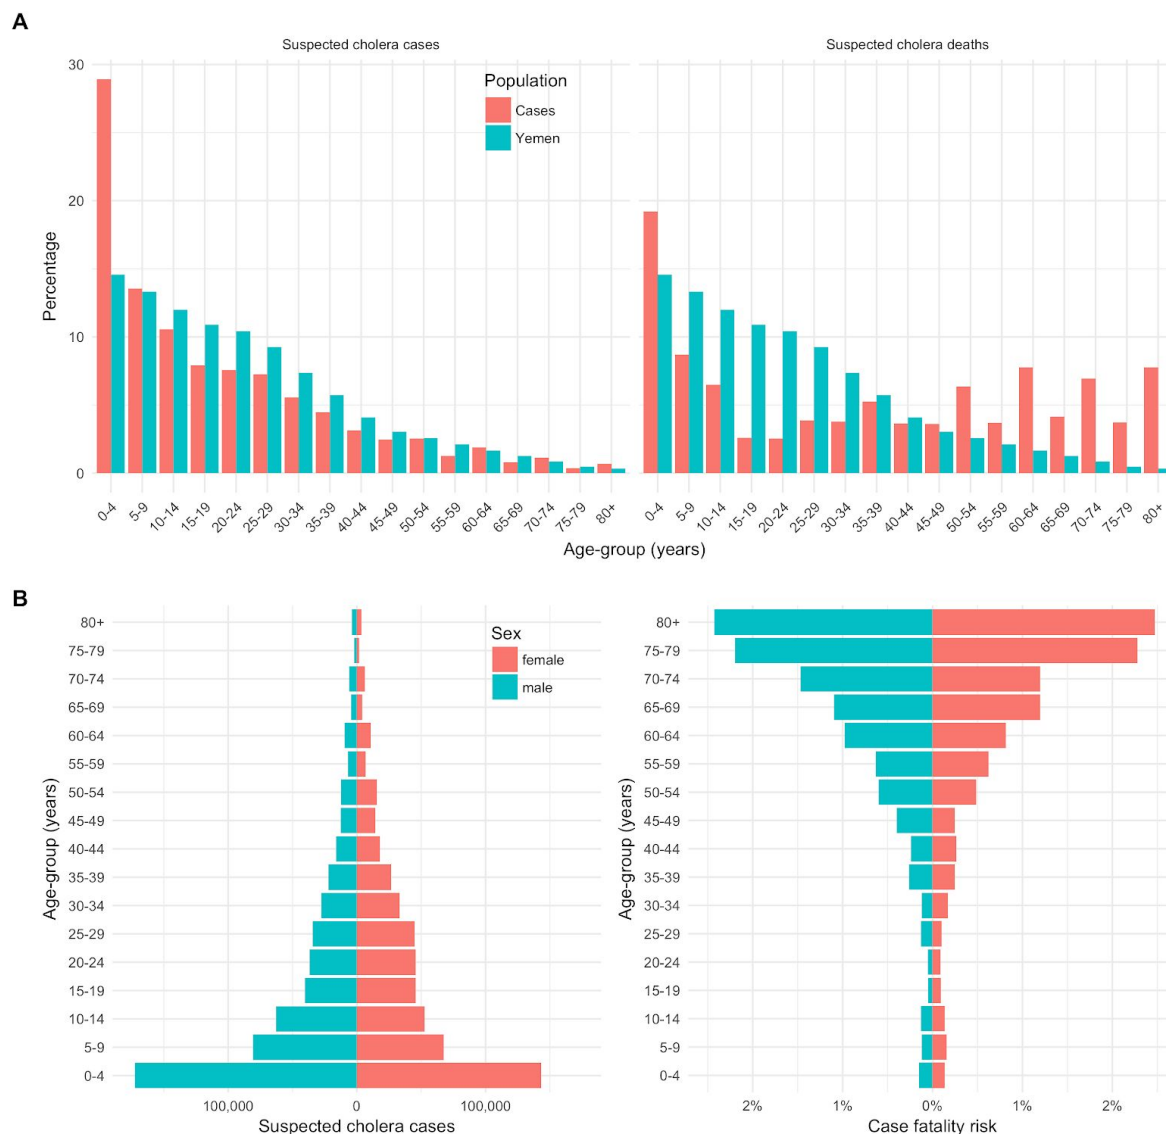 A
Suspected cholera cases
Suspected cholera deaths
Population
Cases
Yemen
Percentage
30
20
10
0
0-4 5-9 10-14 15-19 20-24 25-29 30-34 35-39 40-44 45-49 50-54 55-59 60-64 65-69 70-74 75-79 80+
0-4 5-9 10-14 15-19 20-24 25-29 30-34 35-39 40-44 45-49 50-54 55-59 60-64 65-69 70-74 75-79 80+
Age-group (years)
B
Age-group (years)
80+
75-79
70-74
65-69
60-64
55-59
50-54
45-49
40-44
35-39
30-34
25-29
20-24
15-19
10-14
5-9
0-4
Sex
female
male
100,000 0 100,000
Suspected cholera cases
Age-group (years)
80+
75-79
70-74
65-69
60-64
55-59
50-54
45-49
40-44
35-39
30-34
25-29
20-24
15-19
10-14
5-9
0-4
2% 1% 0% 1% 2%
Case fatality risk